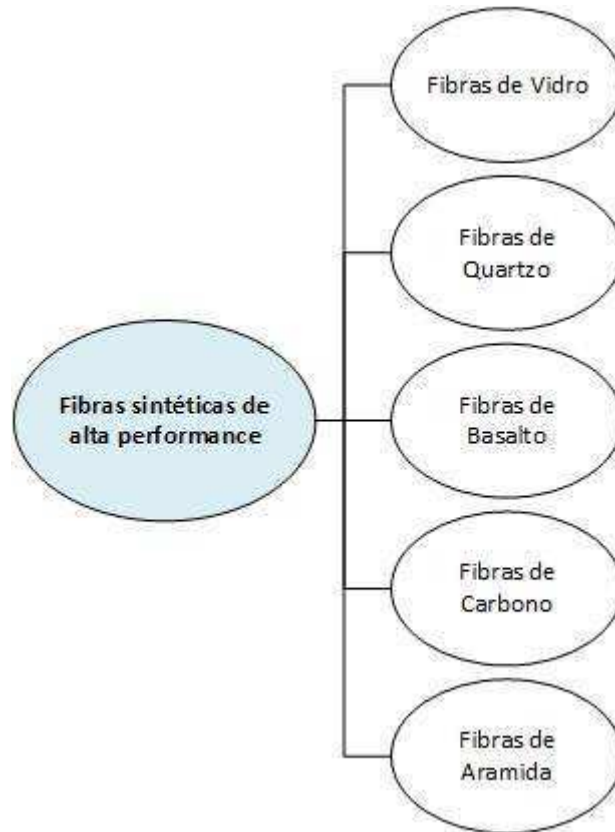 Fibras de Vidro
Fibras de
Quartzo
Fibras sintéticas de
alta performance
Fibras de
Basalto
Fibras de
Carbono
Fibras de
Aramida